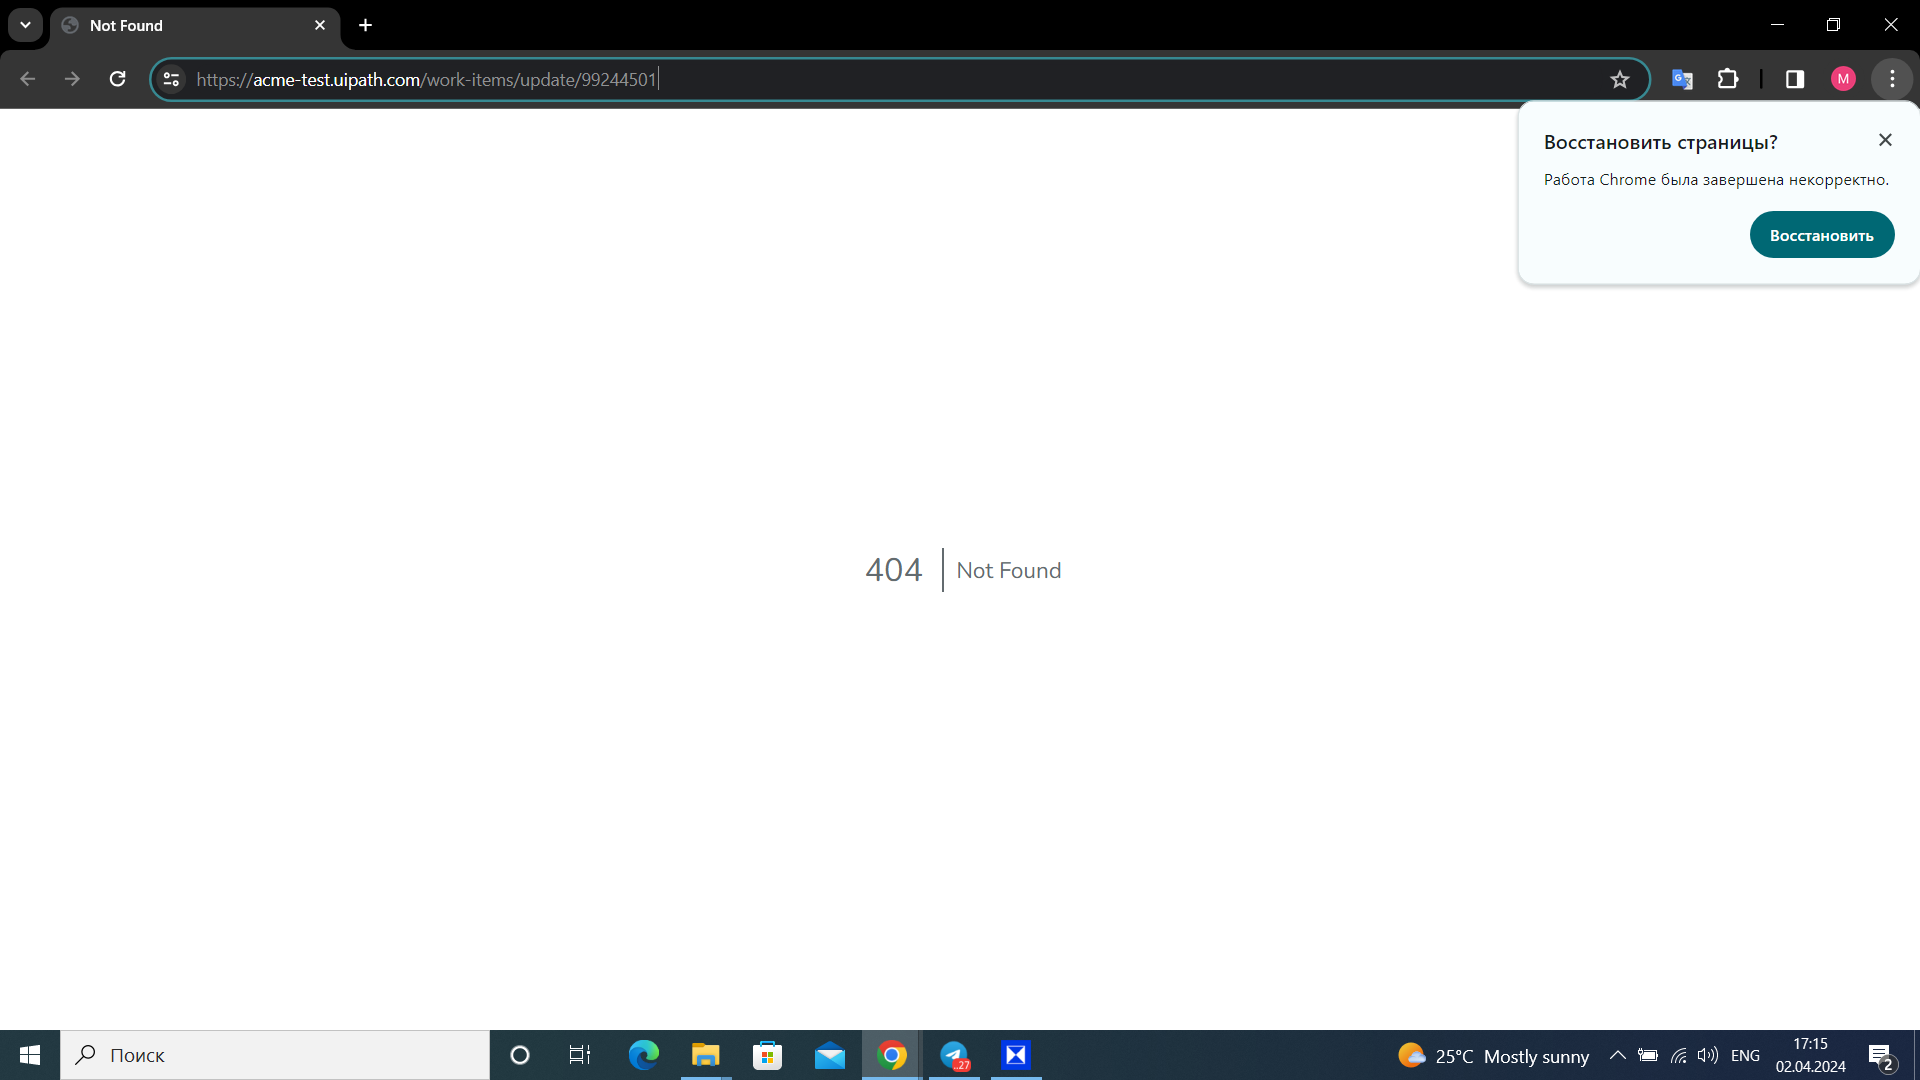 Not Found
https://acme-test.uipath.com/work-items/update/99244501
M
Восстановить страницы?
Работа Chrome была завершена некорректно.
Восстановить
404
Not Found
Поиск
..27
25°C Mostly sunny
ENG
17:15
02.04.2024
2